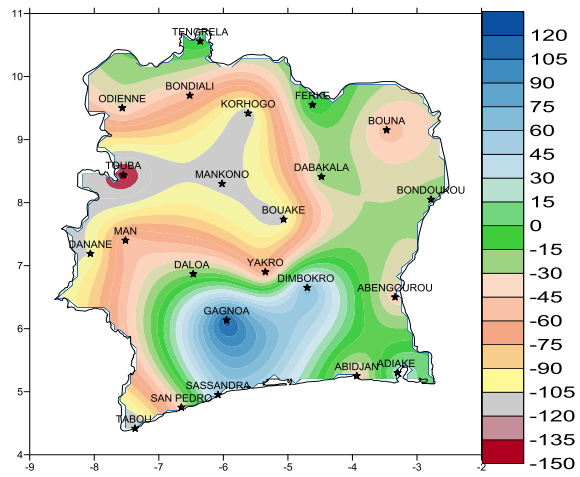 11
TENGRELA
120
105
10
90
BONDIALI
ODIENNE
KORHOGO
FERKE
75
BOUNA
60
9
45
TOUBA
MANKONO
DABAKALA
30
BONDOUKOU
15
8
BOUAKE
0
MAN
-15
DANANE
-30
7
DALOA
YAKRO
DIMBOKRO
ABENGOUROU
-45
GAGNOA
-60
6
-75
ABIDJAN
ADIAKE
-90
SASSANDRA
5
SAN PEDRO
-105
TABOU
-120
-135
4
-150
-9 -8 -7 -6 -5 -4 -3 -2